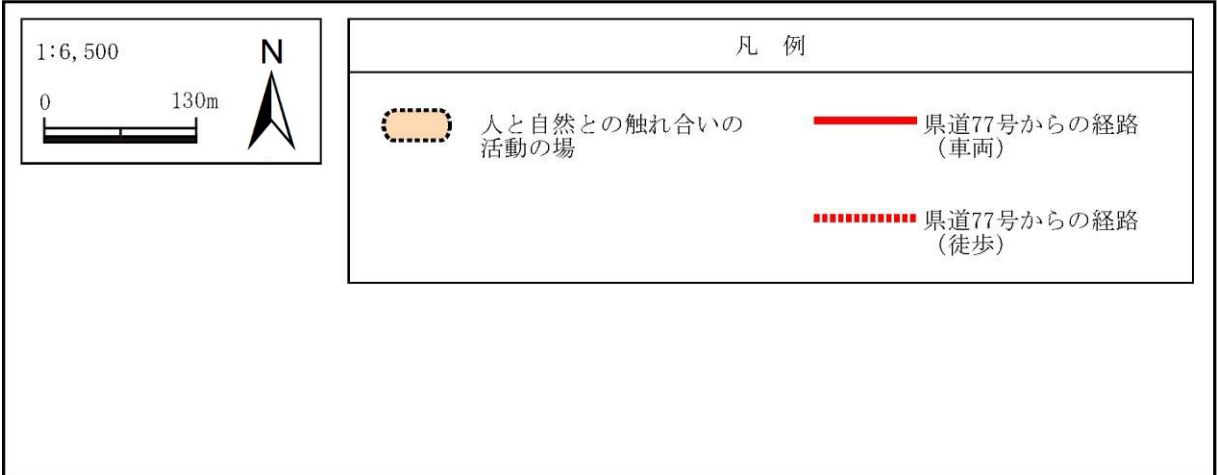 1:6,500
N
0 130m
凡 例
人と自然との触れ合いの
活動の場
県道77号からの経路
（車両）
県道77号からの経路
（徒歩）